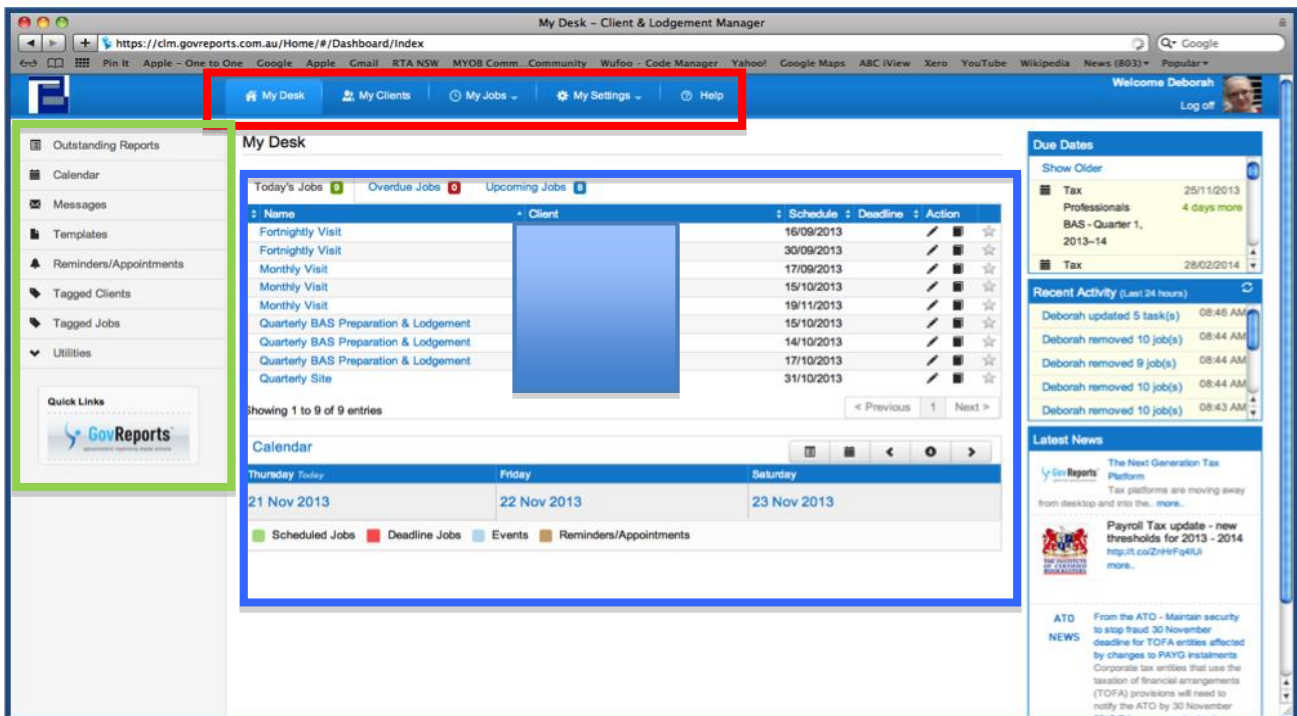 My Desk – Client & Lodgement Manager
https://clm.govreports.com.au/Home/#/Dashboard/Index
Google
Pin It Apple - One to One Google Apple Gmail RTA NSW MYOB Comm...Community Wufoo - Code Manager Yahoo! Google Maps ABC iView Xero YouTube Wikipedia News (803) Popular
My Desk My Clients My Jobs My Settings Help
Welcome Deborah
Log off
Outstanding Reports
Calendar
Messages
Templates
Reminders/Appointments
Tagged Clients
Tagged Jobs
Utilities
Quick Links
GovReports
My Desk
Today's Jobs 9 Overdue Jobs 0 Upcoming Jobs 8
Name Client Schedule Deadline Action
Fortnightly Visit 16/09/2013
Fortnightly Visit 30/09/2013
Monthly Visit 17/09/2013
Monthly Visit 15/10/2013
Monthly Visit 19/11/2013
Quarterly BAS Preparation & Lodgement 15/10/2013
Quarterly BAS Preparation & Lodgement 14/10/2013
Quarterly BAS Preparation & Lodgement 17/10/2013
Quarterly Site 31/10/2013
Showing 1 to 9 of 9 entries
< Previous 1 Next >
Calendar
Thursday Today Friday Saturday
21 Nov 2013 22 Nov 2013 23 Nov 2013
Scheduled Jobs Deadline Jobs Events Reminders/Appointments
Due Dates
Show Older
Tax 25/11/2013
Professionals 4 days more
BAS - Quarter 1,
2013–14
Tax 28/02/2014
Recent Activity (Last 24 hours)
Deborah updated 5 task(s) 08:46 AM
Deborah removed 10 job(s) 08:44 AM
Deborah removed 9 job(s) 08:44 AM
Deborah removed 10 job(s) 08:44 AM
Deborah removed 10 job(s) 08:43 AM
Latest News
GovReports
The Next Generation Tax
Platform
Tax platforms are moving away
from desktop and into the.. more..
THE INSTITUTE
OF CERTIFIED
BOOKKEEPERS
Payroll Tax update - new
thresholds for 2013 - 2014
http://t.co/ZnHrFq4lUi
more..
ATO
NEWS
From the ATO - Maintain security
to stop fraud 30 November
deadline for TOFA entities affected
by changes to PAYG instalments
Corporate tax entities that use the
taxation of financial arrangements
(TOFA) provisions will need to
notify the ATO by 30 November